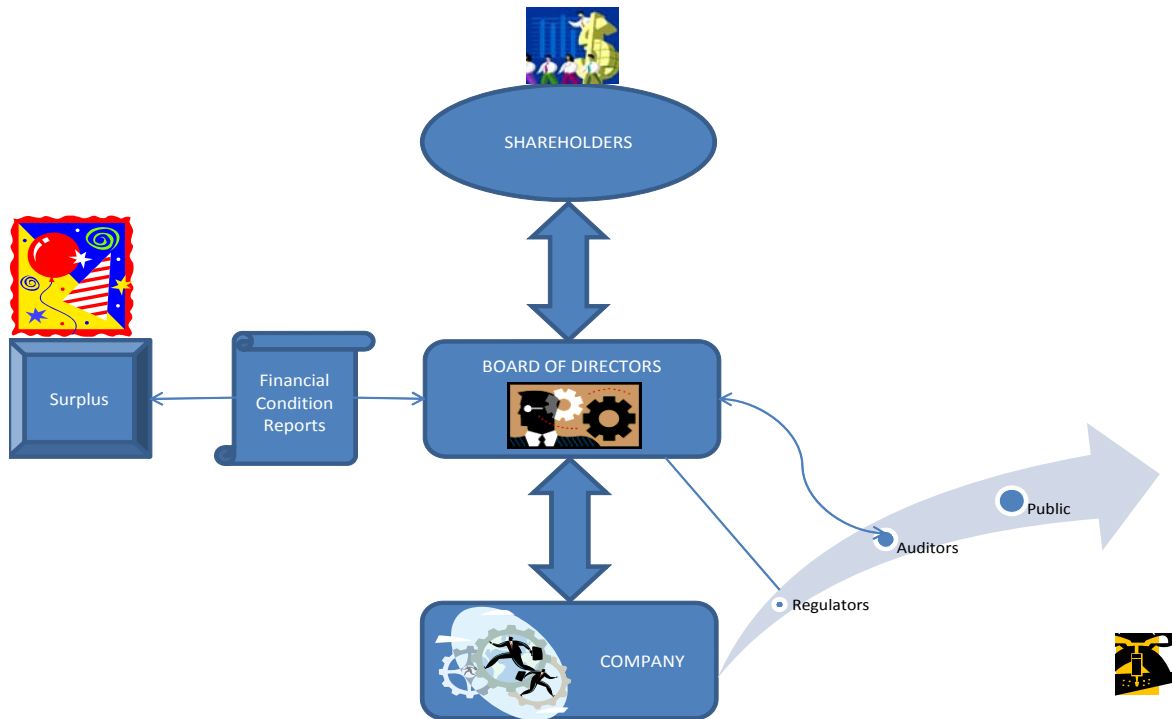 SHAREHOLDERS
BOARD OF DIRECTORS
Surplus
Financial
Condition
Reports
Public
Auditors
Regulators
COMPANY